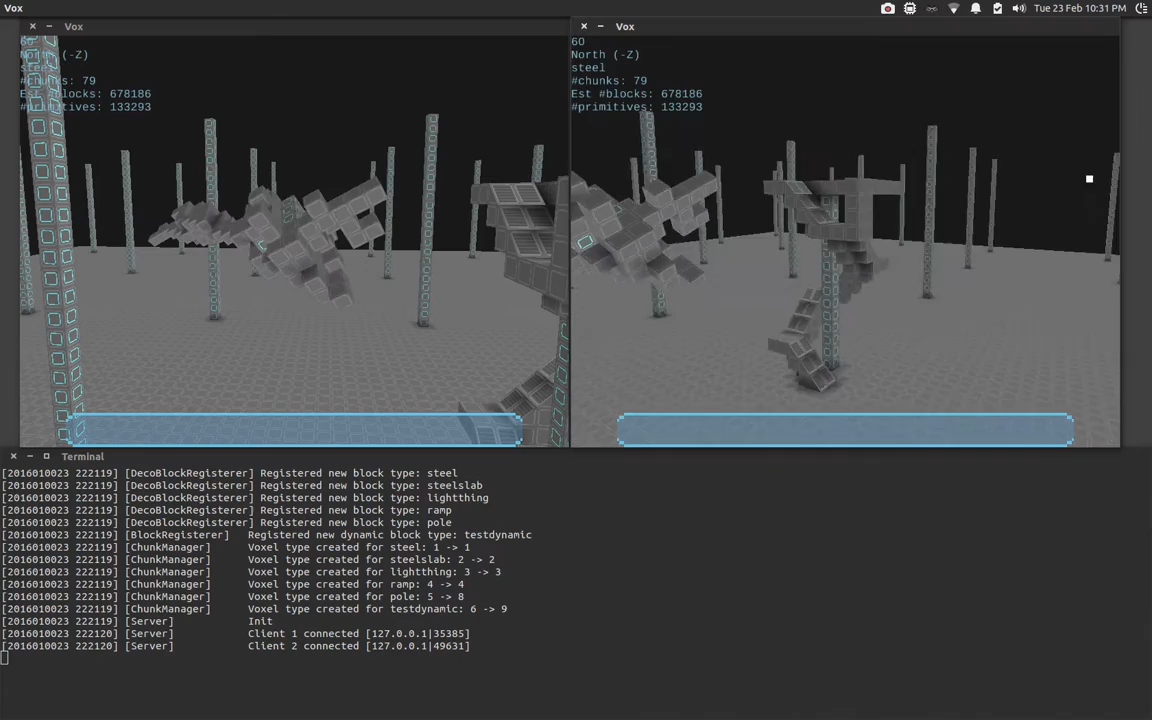 Vox
Tue 23 Feb 10:31 PM
Vox
60
North (-Z)
steel
#chunks: 79
Est #blocks: 678186
#primitives: 133293
Vox
60
North (-Z)
steel
#chunks: 79
Est #blocks: 678186
#primitives: 133293
Terminal
[2016010023 222119] [DecoBlockRegisterer] Registered new block type: steel
[2016010023 222119] [DecoBlockRegisterer] Registered new block type: steelslab
[2016010023 222119] [DecoBlockRegisterer] Registered new block type: lightthing
[2016010023 222119] [DecoBlockRegisterer] Registered new block type: ramp
[2016010023 222119] [DecoBlockRegisterer] Registered new block type: pole
[2016010023 222119] [BlockRegisterer] Registered new dynamic block type: testdynamic
[2016010023 222119] [ChunkManager] Voxel type created for steel: 1 -> 1
[2016010023 222119] [ChunkManager] Voxel type created for steelslab: 2 -> 2
[2016010023 222119] [ChunkManager] Voxel type created for lightthing: 3 -> 3
[2016010023 222119] [ChunkManager] Voxel type created for ramp: 4 -> 4
[2016010023 222119] [ChunkManager] Voxel type created for pole: 5 -> 8
[2016010023 222119] [ChunkManager] Voxel type created for testdynamic: 6 -> 9
[2016010023 222119] [Server] Init
[2016010023 222120] [Server] Client 1 connected [127.0.0.1|35385]
[2016010023 222120] [Server] Client 2 connected [127.0.0.1|49631]